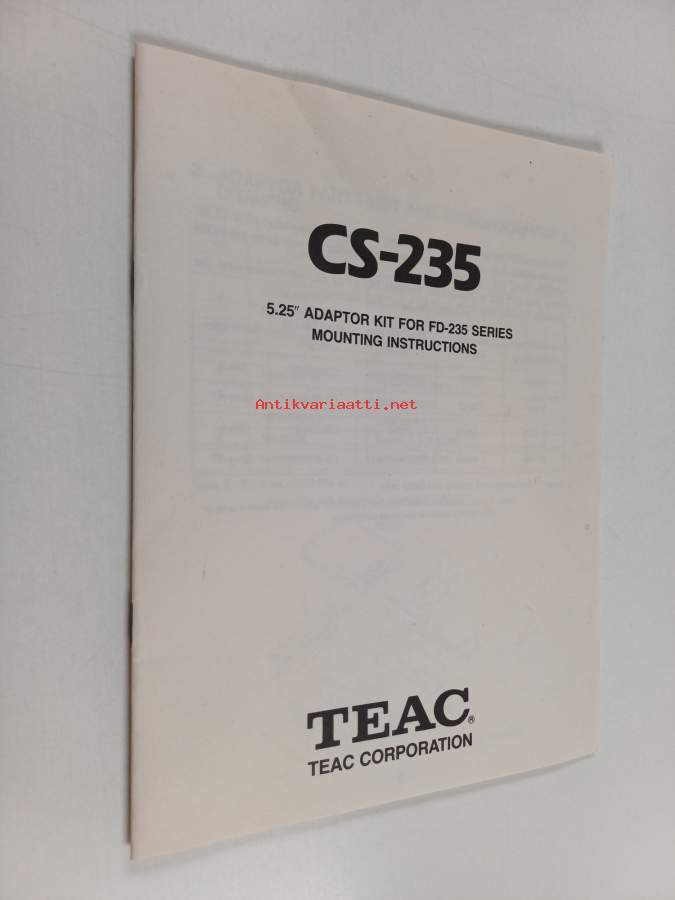 CS-235
5.25″ ADAPTOR KIT FOR FD-235 SERIES
MOUNTING INSTRUCTIONS
Antikvariaatti.net
TEAC®
TEAC CORPORATION